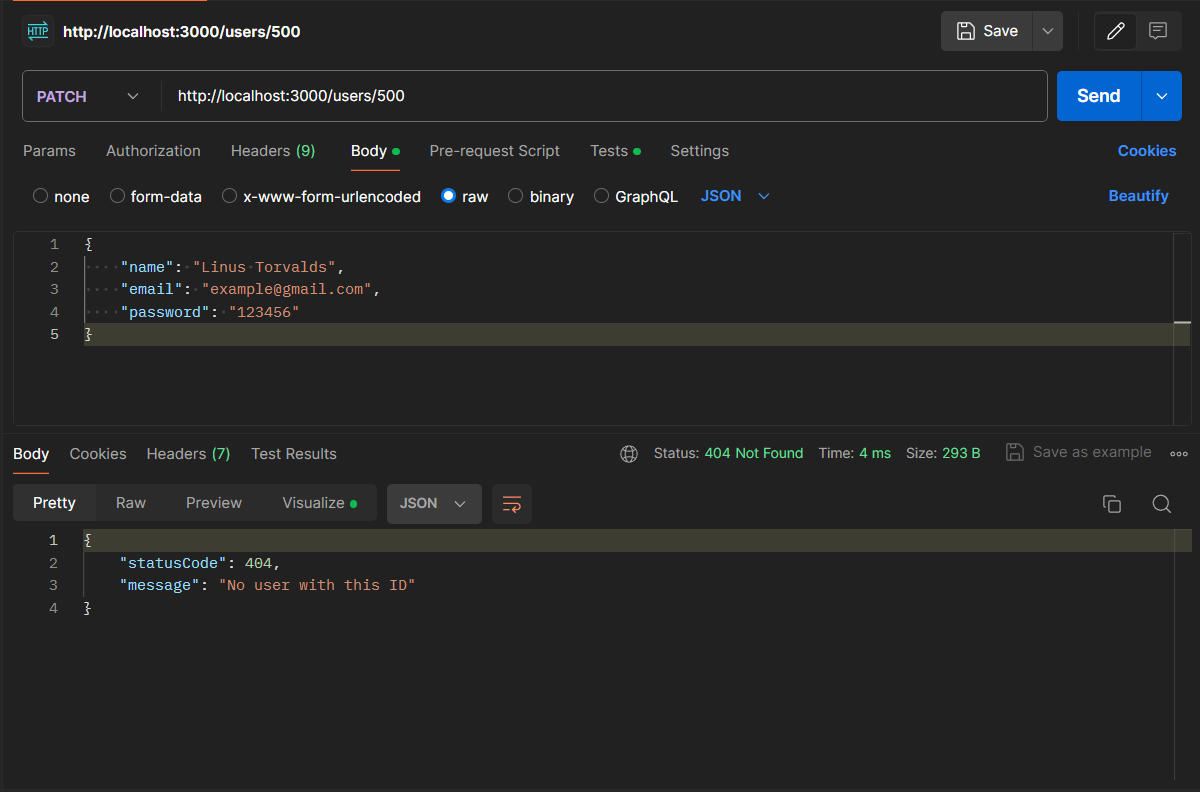 HTTP http://localhost:3000/users/500 Save
PATCH http://localhost:3000/users/500 Send
Params Authorization Headers (9) Body Pre-request Script Tests Settings Cookies
none form-data x-www-form-urlencoded raw binary GraphQL JSON Beautify
1 {
2 "name": "Linus Torvalds",
3 "email": "example@gmail.com",
4 "password": "123456"
5 }
Body Cookies Headers (7) Test Results Status: 404 Not Found Time: 4 ms Size: 293 B Save as example
Pretty Raw Preview Visualize JSON
1 {
2 "statusCode": 404,
3 "message": "No user with this ID"
4 }